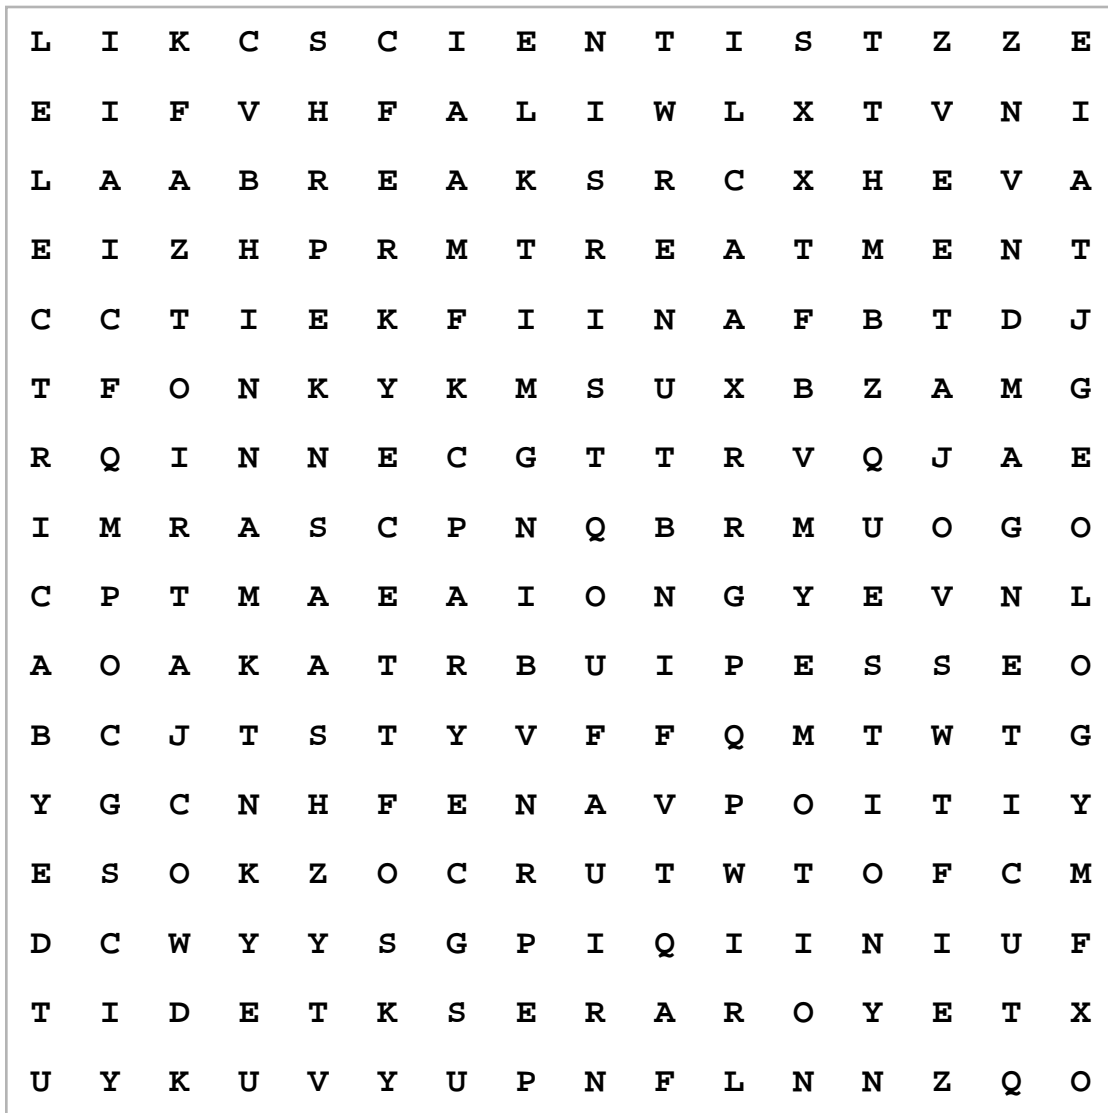 L I K C S C I E N T I S T Z Z E
E I F V H F A L I W L X T V N I
L A A B R E A K S R C X H E V A
E I Z H P R M T R E A T M E N T
C C T I E K F I I N A F B T D J
T F O N K Y K M S U X B Z A M G
R Q I N N E C G T T R V Q J A E
I M R A S C P N Q B R M U O G O
C P T M A E A I O N G Y E V N L
A O A K A T R B U I P E S S E O
B C J T S T Y V F F Q M T W T G
Y G C N H F E N A V P O I T I Y
E S O K Z O C R U T W T O F C M
D C W Y Y S G P I Q I I N I U F
T I D E T K S E R A R O Y E T X
U Y K U V Y U P N F L N N Z Q O